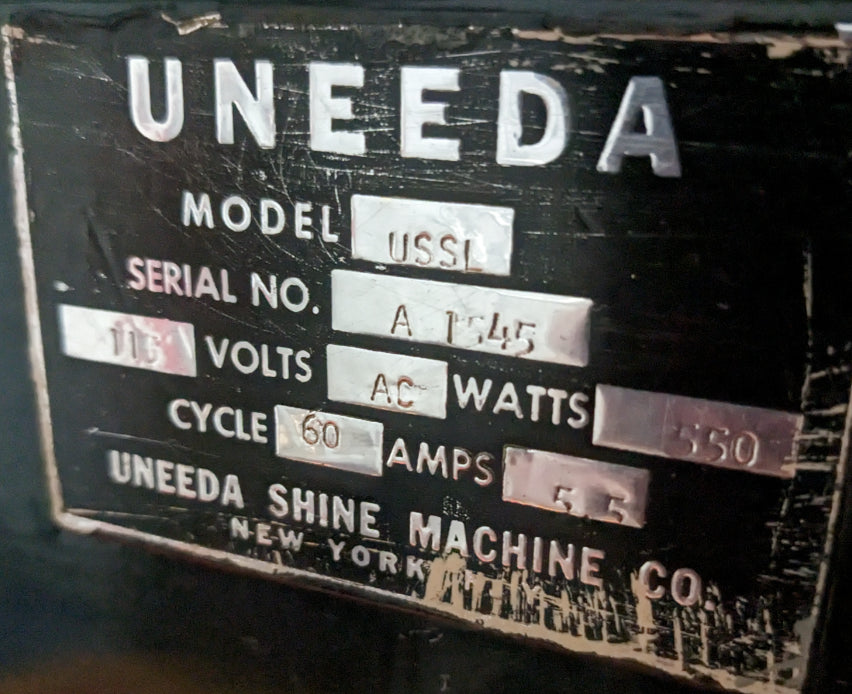 UNEEDA
MODEL USSL
SERIAL NO. A 1545
115 VOLTS AC WATTS 550
CYCLE 60 AMPS 5.5
UNEEDA SHINE MACHINE CO.
NEW YORK